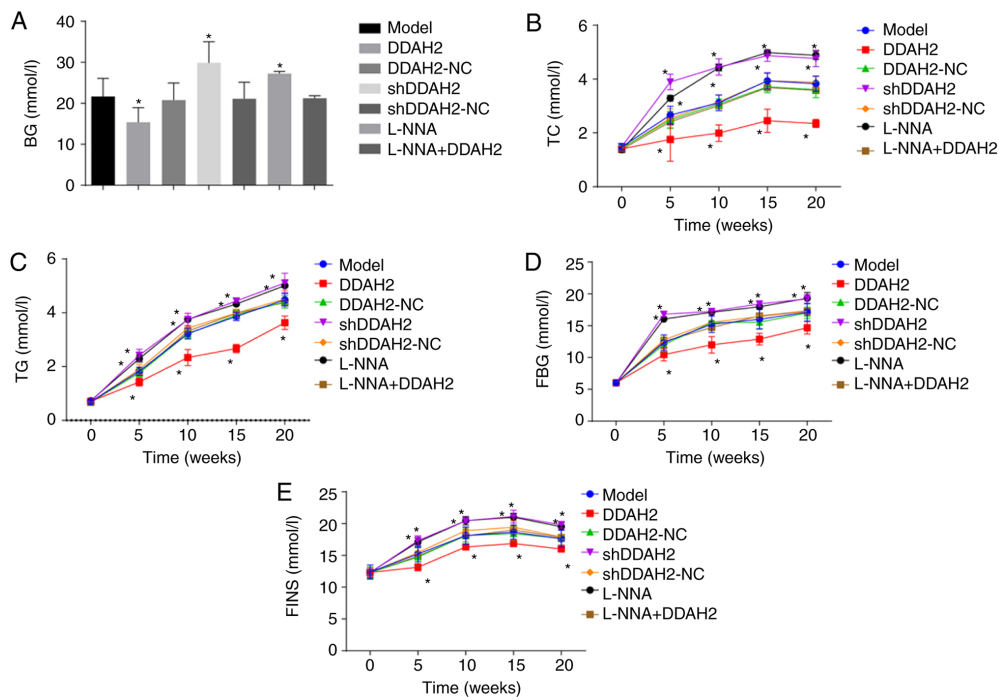 A
BG (mmol/l)
40
30
20
10
0
*
*
*
Model
DDAH2
DDAH2-NC
shDDAH2
shDDAH2-NC
L-NNA
L-NNA+DDAH2
B
TC (mmol/l)
6
4
2
0
* * * *
* * * *
* * * *
0 5 10 15 20
Time (weeks)
Model
DDAH2
DDAH2-NC
shDDAH2
shDDAH2-NC
L-NNA
L-NNA+DDAH2
C
TG (mmol/l)
6
4
2
0
* * * *
* * * *
* * * *
0 5 10 15 20
Time (weeks)
Model
DDAH2
DDAH2-NC
shDDAH2
shDDAH2-NC
L-NNA
L-NNA+DDAH2
D
FBG (mmol/l)
25
20
15
10
5
0
* * * *
* * * *
* * * *
0 5 10 15 20
Time (weeks)
Model
DDAH2
DDAH2-NC
shDDAH2
shDDAH2-NC
L-NNA
L-NNA+DDAH2
E
FINS (mmol/l)
25
20
15
10
5
0
* * * *
* * * *
* * * *
0 5 10 15 20
Time (weeks)
Model
DDAH2
DDAH2-NC
shDDAH2
shDDAH2-NC
L-NNA
L-NNA+DDAH2